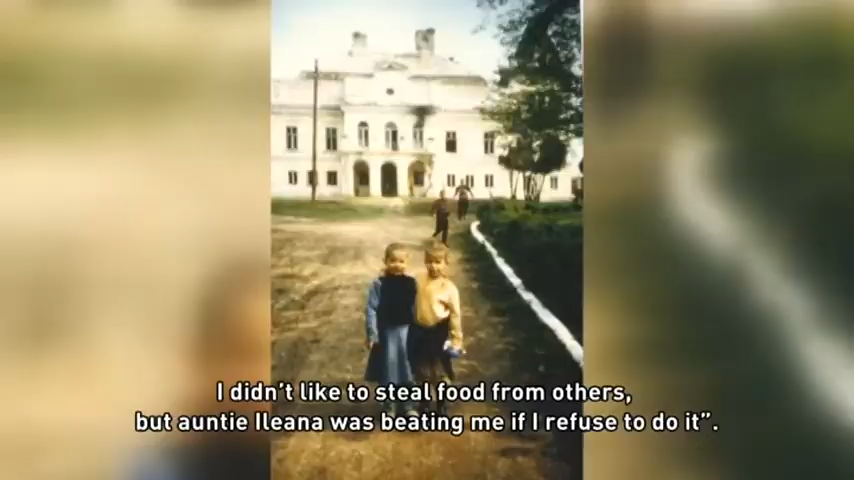 I didn't like to steal food from others,
but auntie Ileana was beating me if I refuse to do it”.